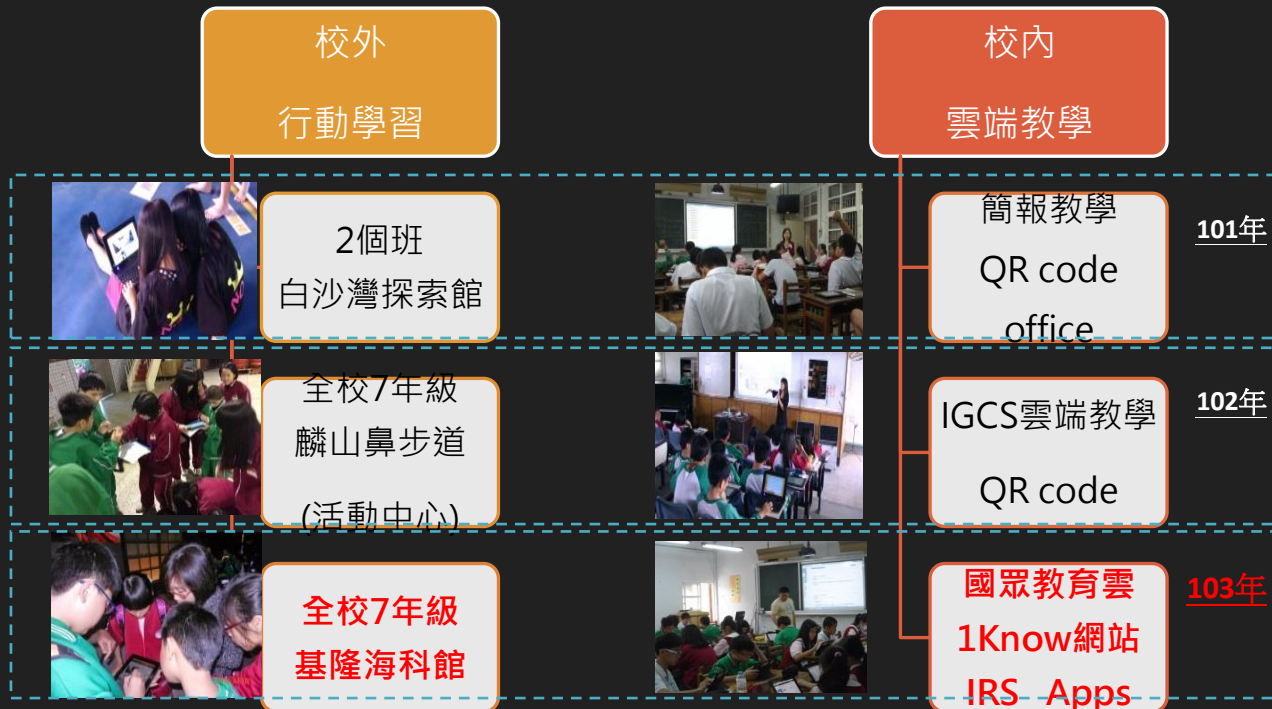 校外
行動學習
校內
雲端教學
2個班
白沙灣探索館
簡報教學
QR code
office
101年
全校7年級
麟山鼻步道
(活動中心)
IGCS雲端教學
QR code
102年
全校7年級
基隆海科館
國眾教育雲
1Know網站
IRS Apps
103年